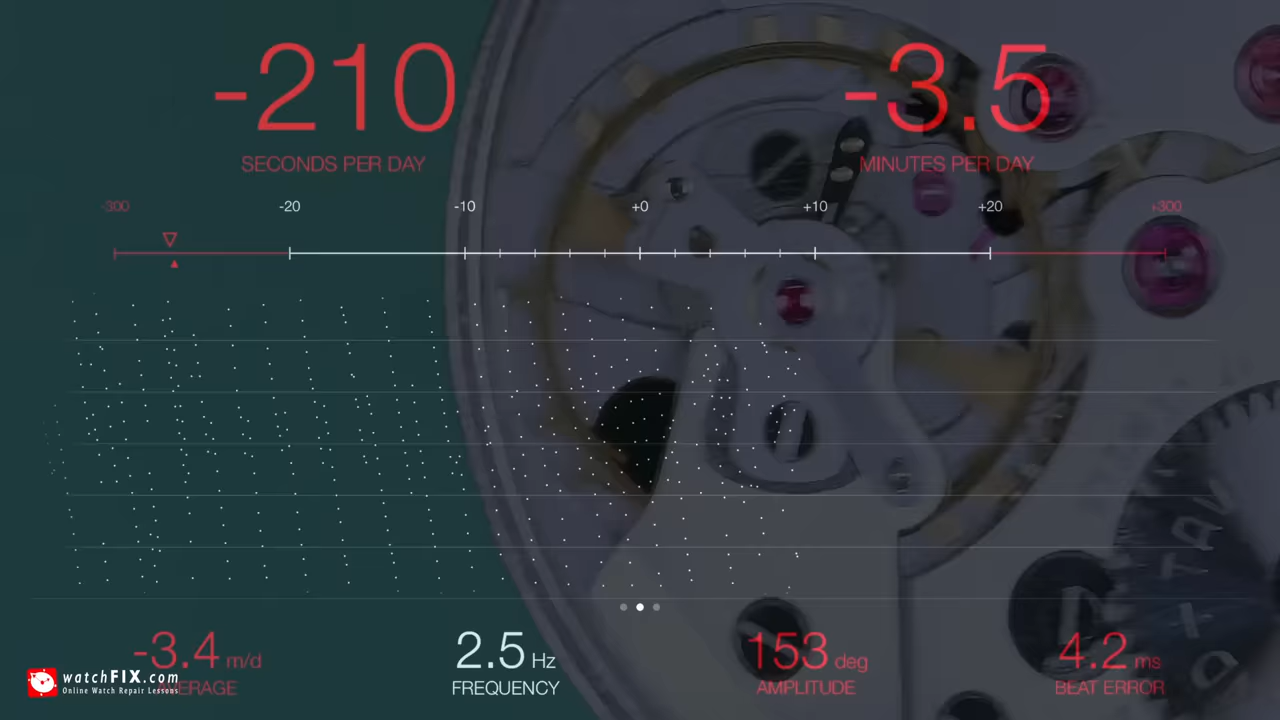 -210
SECONDS PER DAY
-3.5
MINUTES PER DAY
-300 -20 -10 +0 +10 +20 +300
-3.4 m/d
AVERAGE
2.5 Hz
FREQUENCY
153 deg
AMPLITUDE
4.2 ms
BEAT ERROR
watchFIX.com
Online Watch Repair Lessons